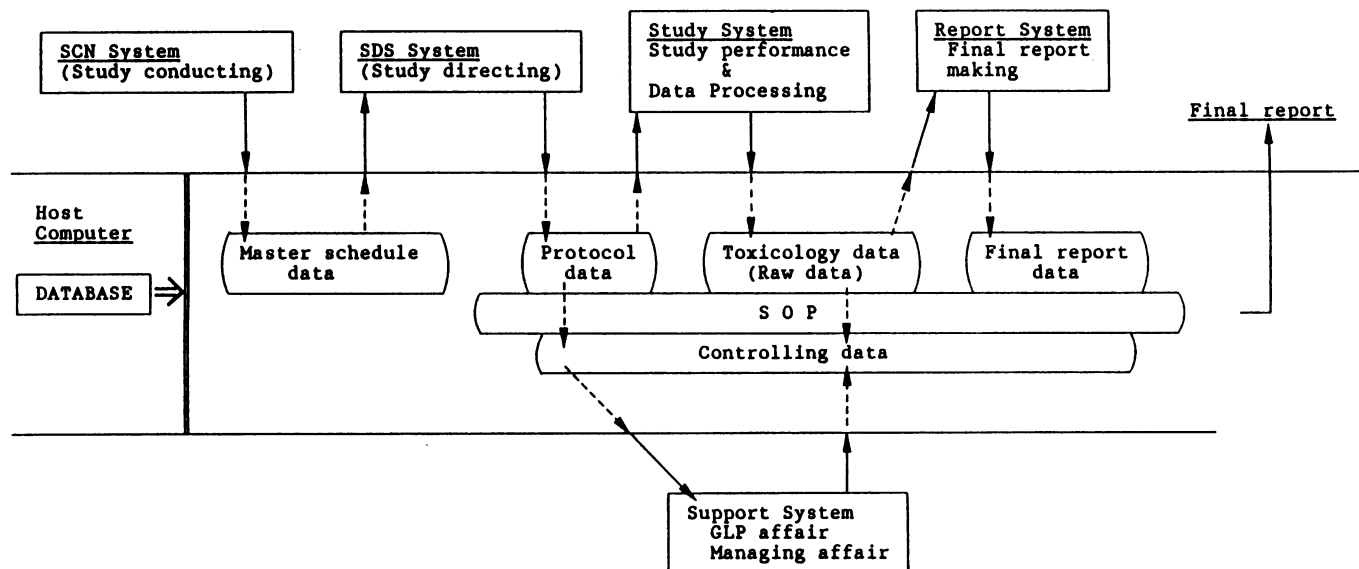 SCN System
(Study conducting)
SDS System
(Study directing)
Study System
Study performance
&
Data Processing
Report System
Final report
making
Final report
Host
Computer
DATABASE
Master schedule
data
Protocol
data
Toxicology data
(Raw data)
Final report
data
S O P
Controlling data
Support System
GLP affair
Managing affair